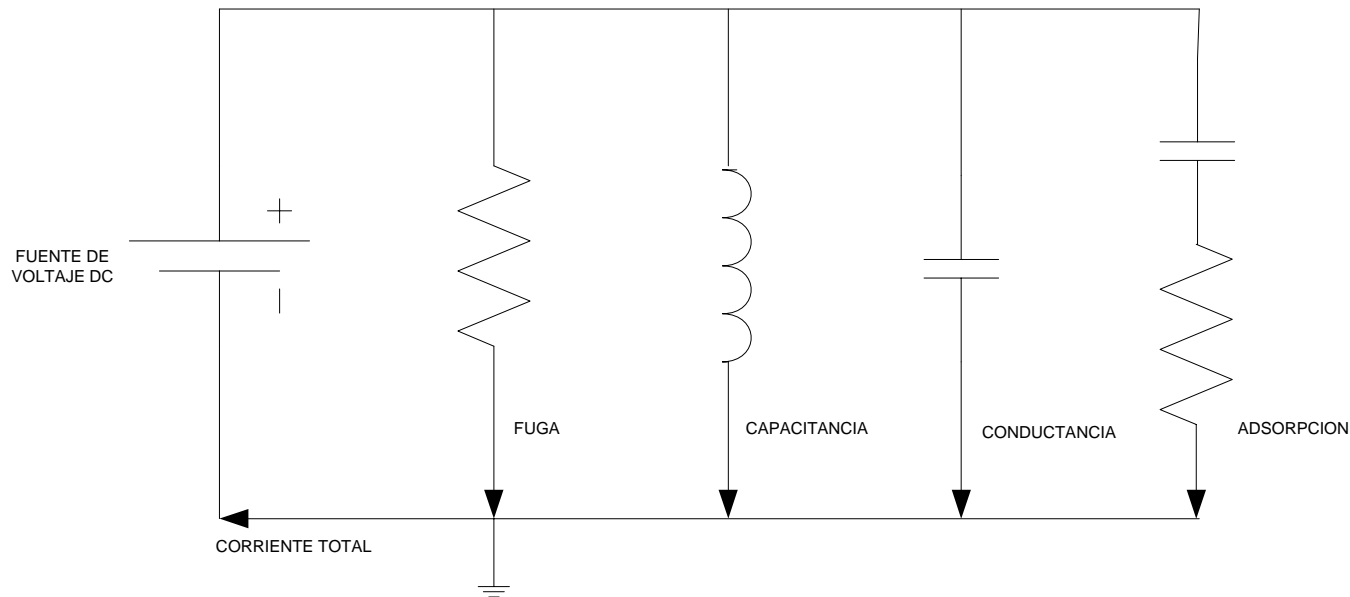 FUENTE DE
VOLTAJE DC
+
FUGA
CAPACITANCIA
CONDUCTANCIA
ADSORPCION
CORRIENTE TOTAL